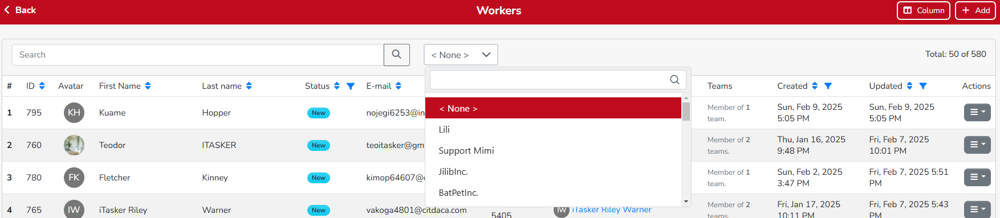 Back
Workers
Column
Add
Search
< None >
Total: 50 of 580
# ID Avatar First Name Last name Status E-mail Teams Created Updated Actions
< None >
Lili
Support Mimi
JilibInc.
BatPetInc.
1 795 KH Kuame Hopper New nojegi6253@in Member of 1 team. Sun, Feb 9, 2025 5:05 PM Sun, Feb 9, 2025 5:05 PM
2 760 Teodor ITASKER New teoitasker@gm Member of 2 teams. Thu, Jan 16, 2025 9:48 PM Fri, Feb 7, 2025 10:01 PM
3 780 FK Fletcher Kinney New kimop64607@ Member of 1 team. Sun, Feb 2, 2025 3:47 PM Fri, Feb 7, 2025 5:51 PM
4 765 IW iTasker Riley Warner New vakoga4801@citdaca.com 5405 IW iTasker Riley Warner Member of 2 Fri, Jan 17, 2025 10:11 PM Fri, Feb 7, 2025 5:43 PM